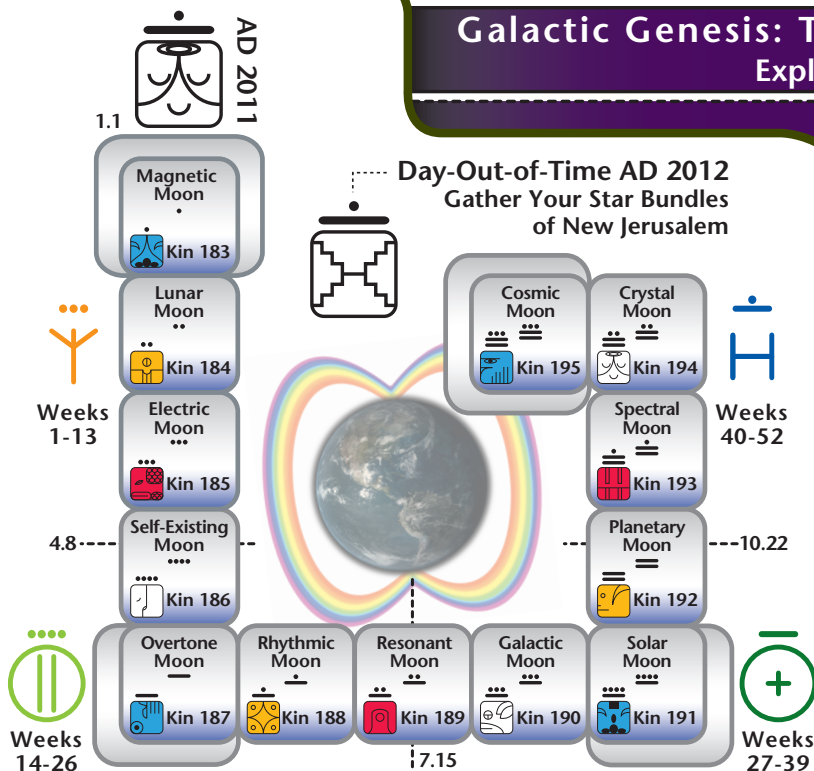 Galactic Genesis: T
Expl
AD 2011
1.1
Day-Out-of-Time AD 2012
Gather Your Star Bundles
of New Jerusalem
Magnetic
Moon
Kin 183
Lunar
Moon
Kin 184
Weeks
1-13
Electric
Moon
Kin 185
4.8
Self-Existing
Moon
Kin 186
Cosmic
Moon
Kin 195
Crystal
Moon
Kin 194
Weeks
40-52
Spectral
Moon
Kin 193
Planetary
Moon
Kin 192
10.22
Overtone
Moon
Kin 187
Rhythmic
Moon
Kin 188
Resonant
Moon
Kin 189
Galactic
Moon
Kin 190
Solar
Moon
Kin 191
Weeks
14-26
7.15
Weeks
27-39